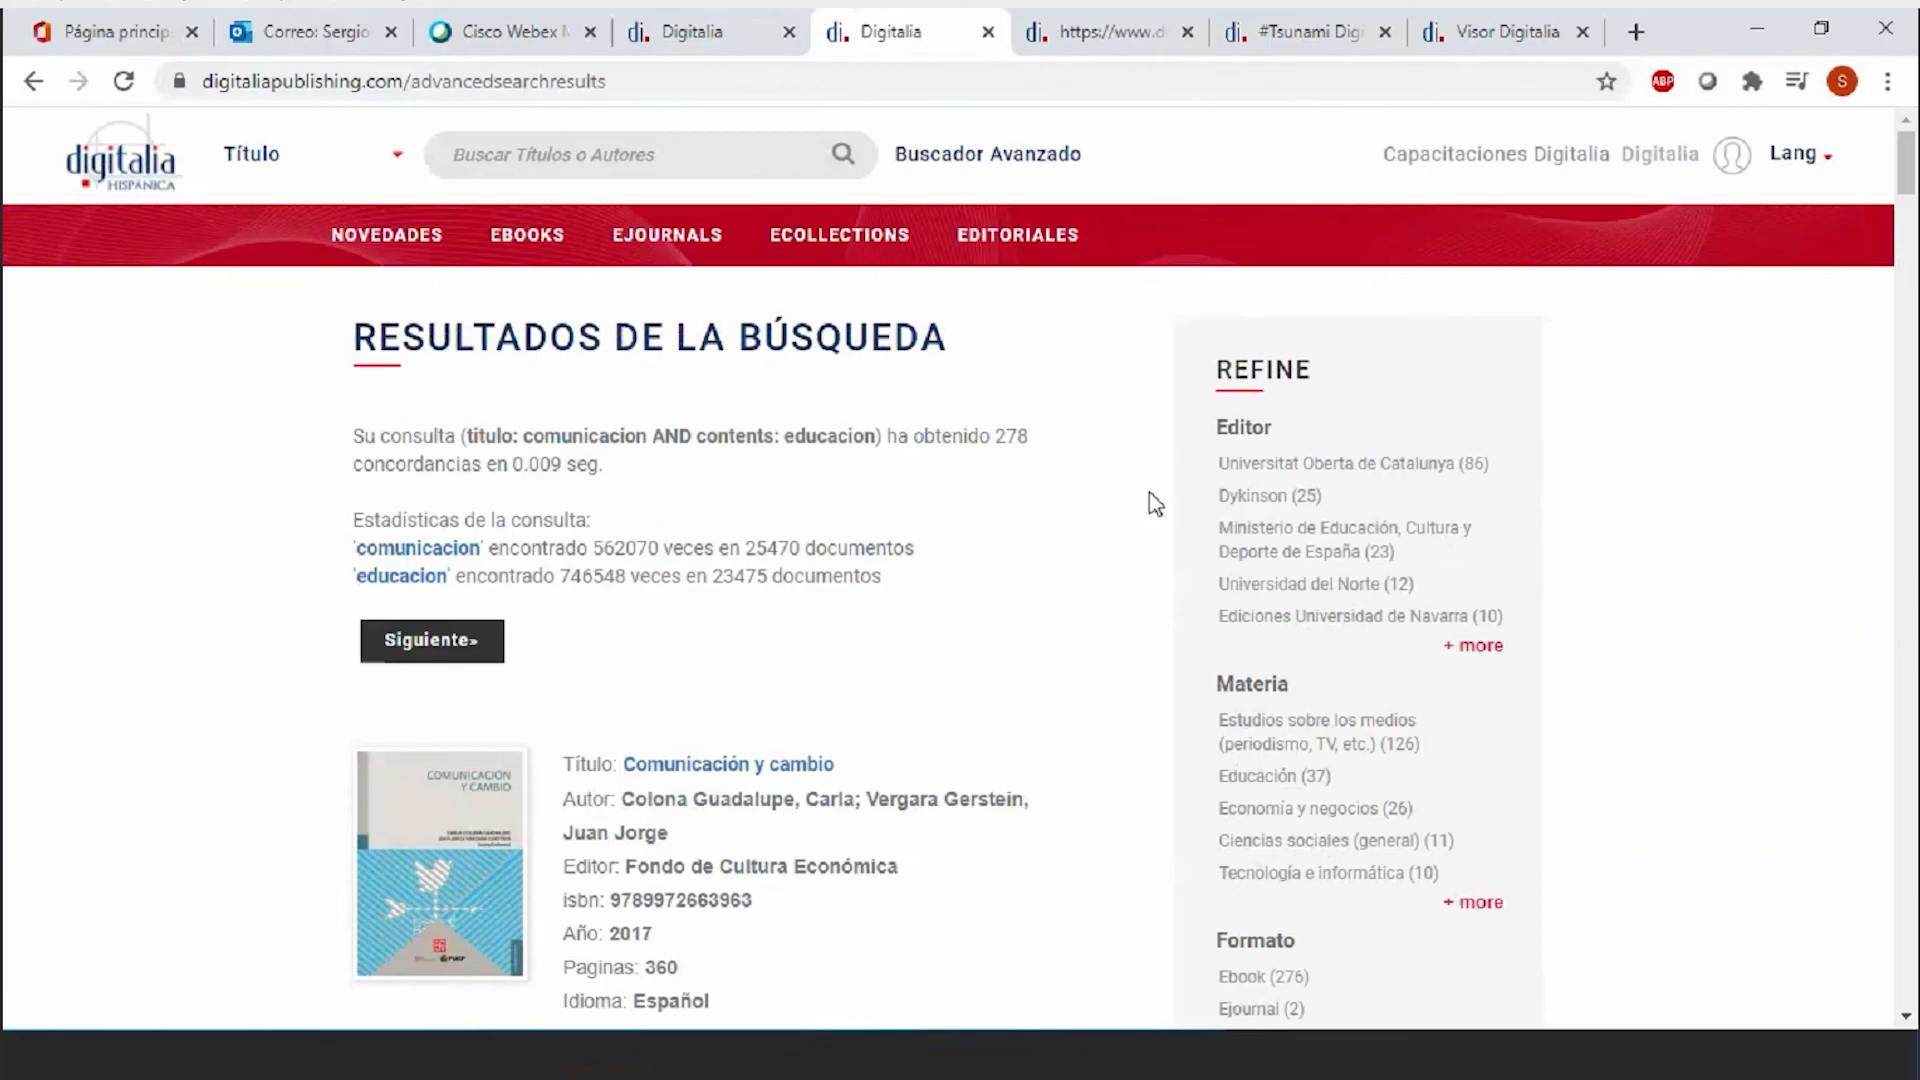 Página princip
Correo: Sergio
Cisco Webex M
di. Digitalia
di. Digitalia
di. https://www.d
di. #Tsunami Digi
di. Visor Digitalia
digitaliapublishing.com/advancedsearchresults
ABP
S
digitalia
HISPÁNICA
Título
Buscar Títulos o Autores
Buscador Avanzado
Capacitaciones Digitalia Digitalia
Lang
NOVEDADES EBOOKS EJOURNALS ECOLLECTIONS EDITORIALES
RESULTADOS DE LA BÚSQUEDA
Su consulta (titulo: comunicacion AND contents: educacion) ha obtenido 278
concordancias en 0.009 seg.
Estadísticas de la consulta:
'comunicacion' encontrado 562070 veces en 25470 documentos
'educacion' encontrado 746548 veces en 23475 documentos
Siguiente»
COMUNICACIÓN
Y CAMBIO
Título: Comunicación y cambio
Autor: Colona Guadalupe, Carla; Vergara Gerstein,
Juan Jorge
Editor: Fondo de Cultura Económica
isbn: 9789972663963
Año: 2017
Paginas: 360
Idioma: Español
REFINE
Editor
Universitat Oberta de Catalunya (86)
Dykinson (25)
Ministerio de Educación, Cultura y
Deporte de España (23)
Universidad del Norte (12)
Ediciones Universidad de Navarra (10)
+ more
Materia
Estudios sobre los medios
(periodismo, TV, etc.) (126)
Educación (37)
Economía y negocios (26)
Ciencias sociales (general) (11)
Tecnología e informática (10)
+ more
Formato
Ebook (276)
Ejournal (2)